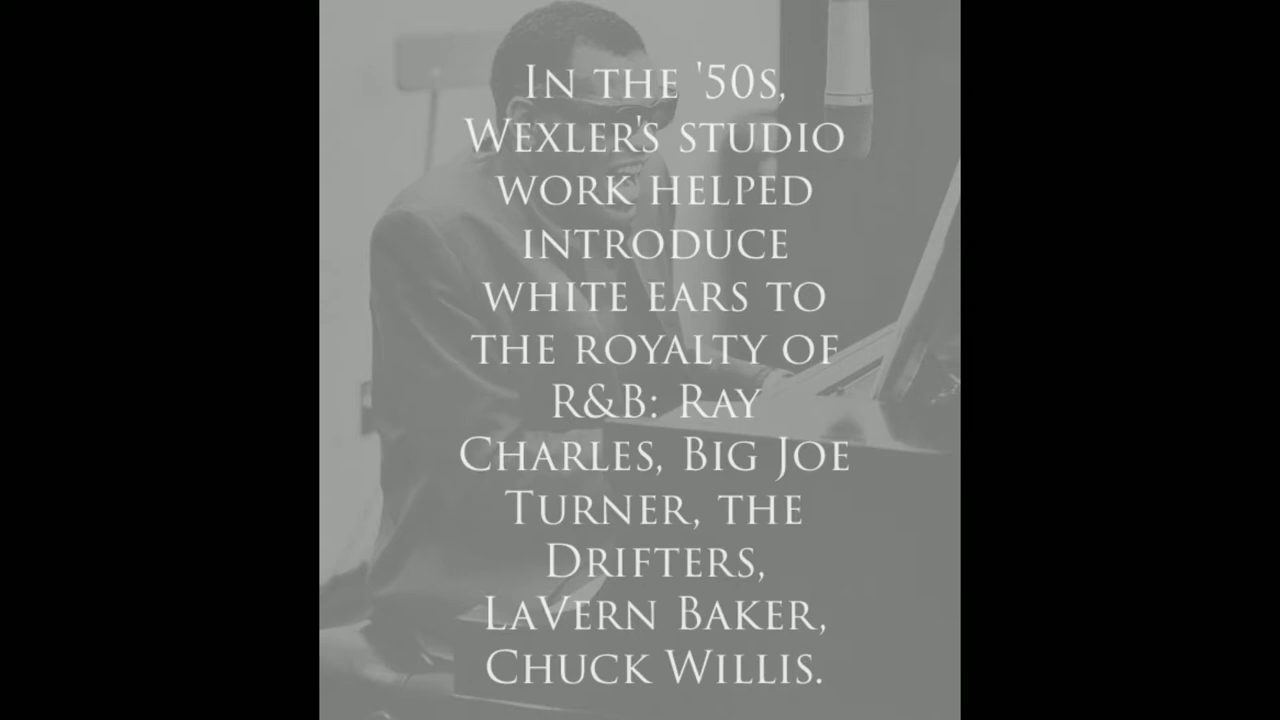 In the '50s,
Wexler's studio
work helped
introduce
white ears to
the royalty of
R&B: Ray
Charles, Big Joe
Turner, the
Drifters,
LaVern Baker,
Chuck Willis.